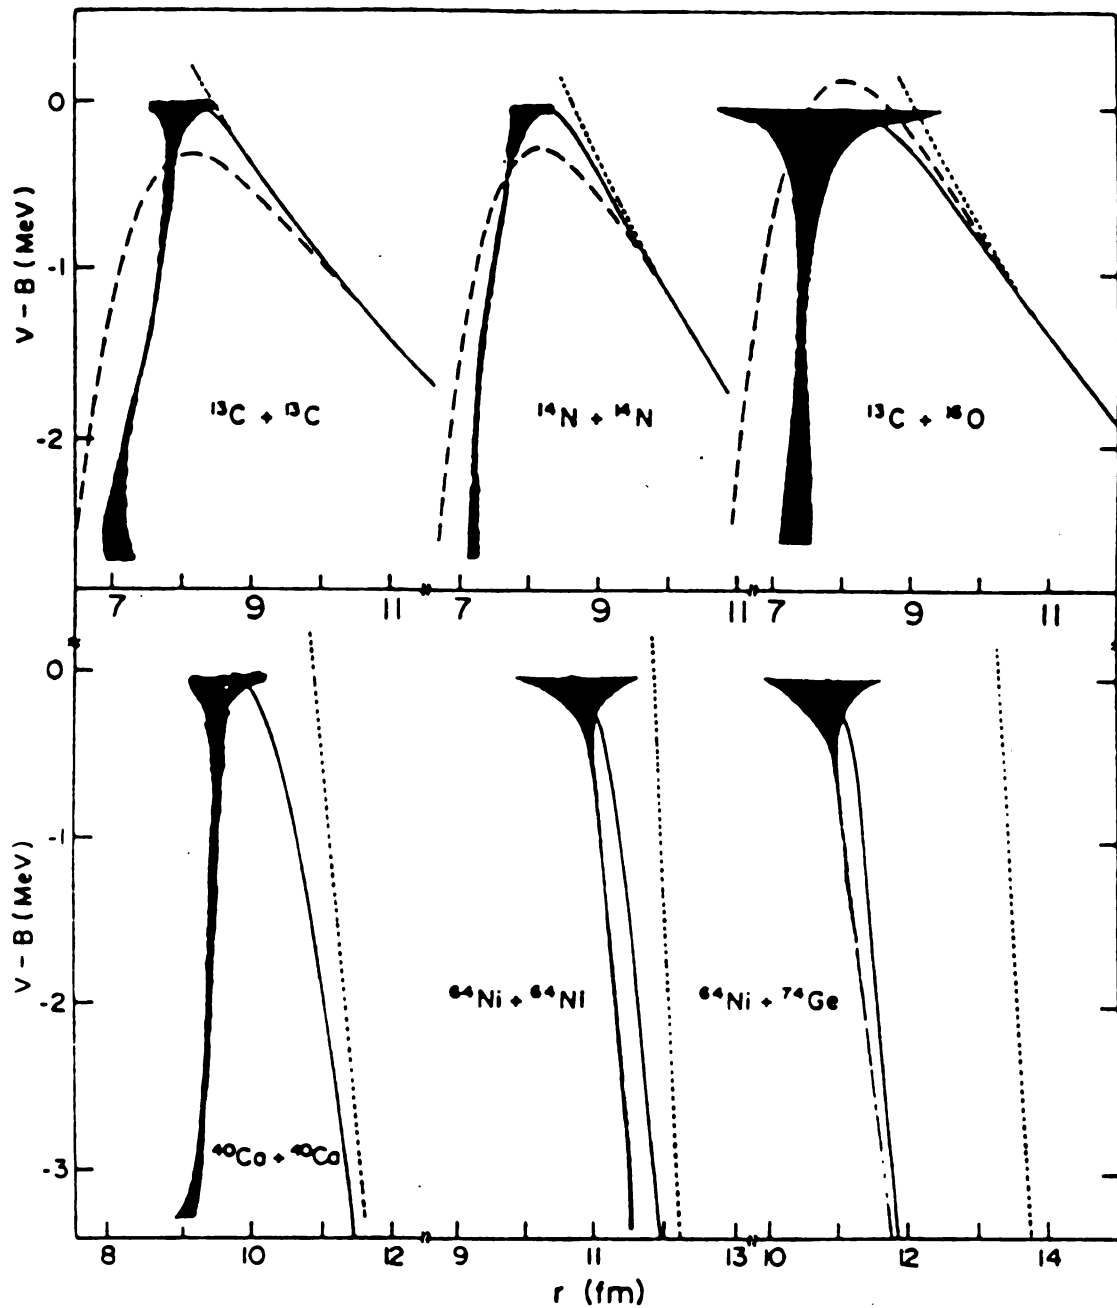 V - B (MeV)
0
-1
-2
¹³C + ¹³C
¹⁴N + ¹⁴N
¹³C + ¹⁶O
7 9 11 7 9 11 7 9 11
V - B (MeV)
0
-1
-2
-3
⁴⁰Ca + ⁴⁰Ca
⁶⁴Ni + ⁶⁴Ni
⁶⁴Ni + ⁷⁴Ge
8 10 12 9 11 13 10 12 14
r (fm)